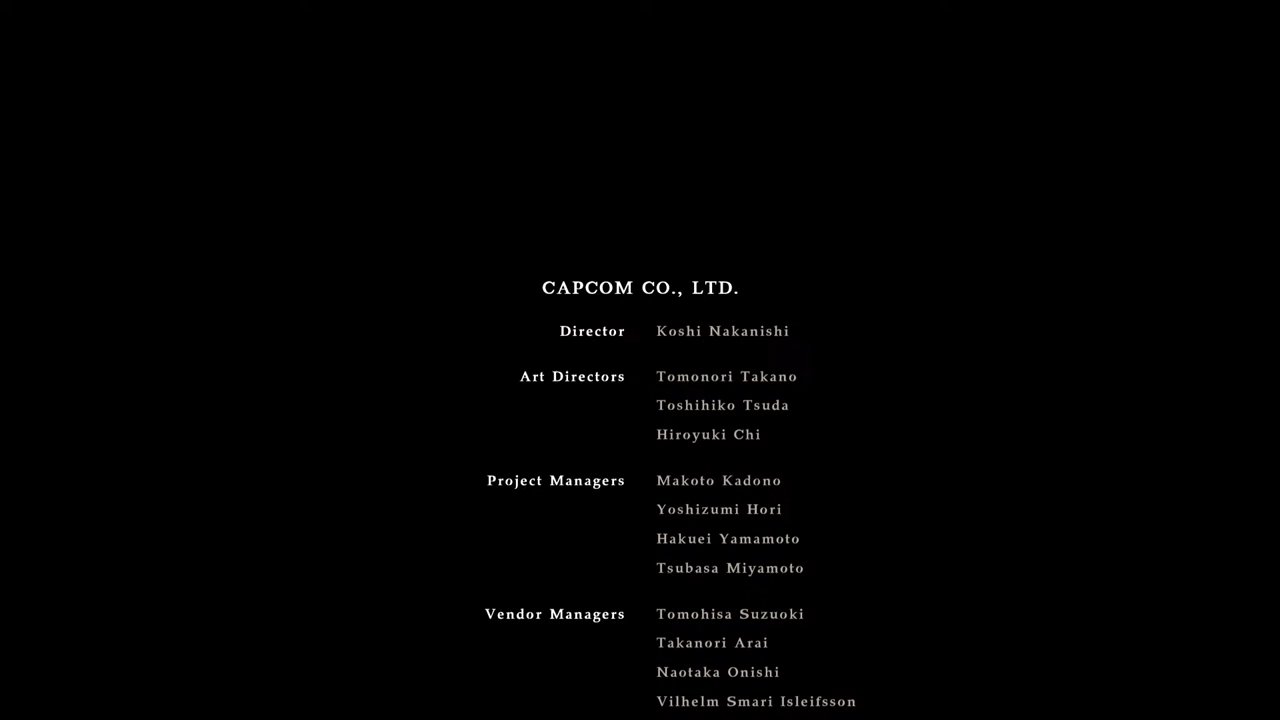 CAPCOM CO., LTD.
Director Koshi Nakanishi
Art Directors Tomonori Takano
Toshihiko Tsuda
Hiroyuki Chi
Project Managers Makoto Kadono
Yoshizumi Hori
Hakuei Yamamoto
Tsubasa Miyamoto
Vendor Managers Tomohisa Suzuoki
Takanori Arai
Naotaka Onishi
Vilhelm Smari Isleifsson